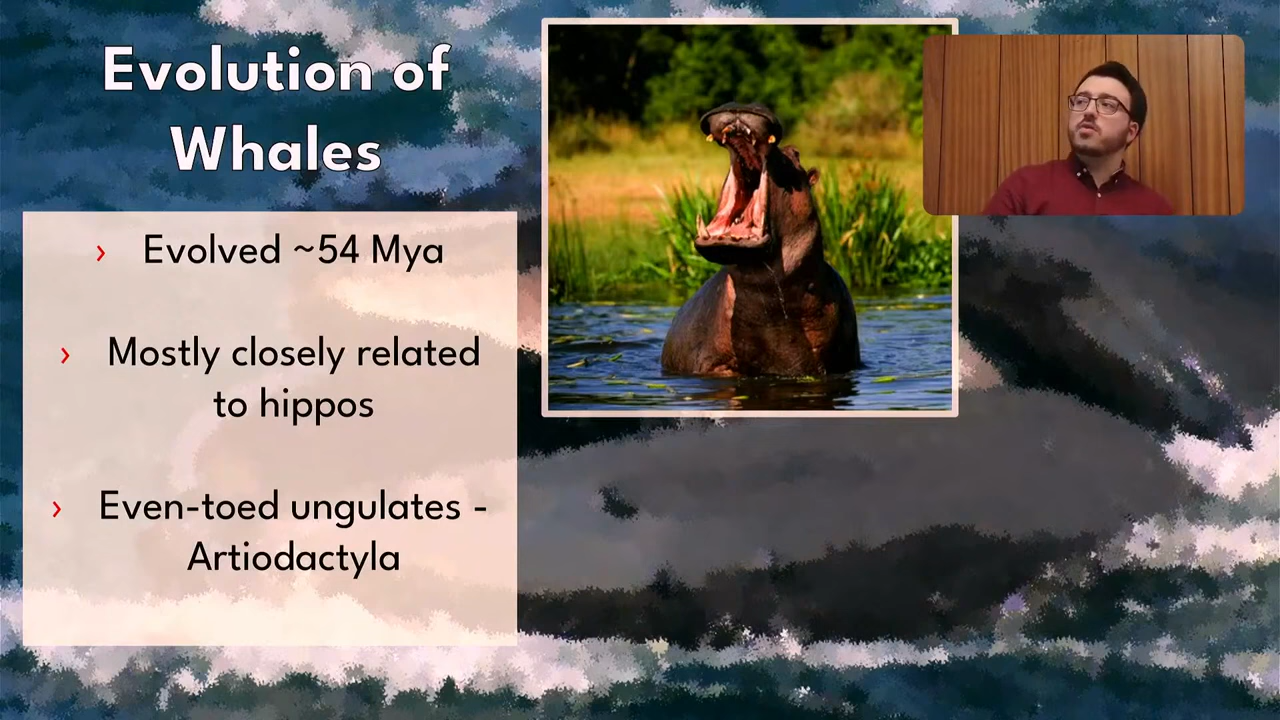 Evolution of
Whales
› Evolved ~54 Mya
› Mostly closely related
to hippos
› Even-toed ungulates -
Artiodactyla